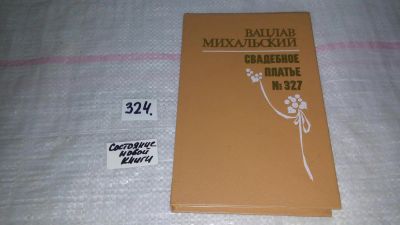 ВАЦЛАВ
МИХАЛЬСКИЙ
СВАДЕБНОЕ
ПЛАТЬЕ
№ 327
324.
Состояние
новой
книги